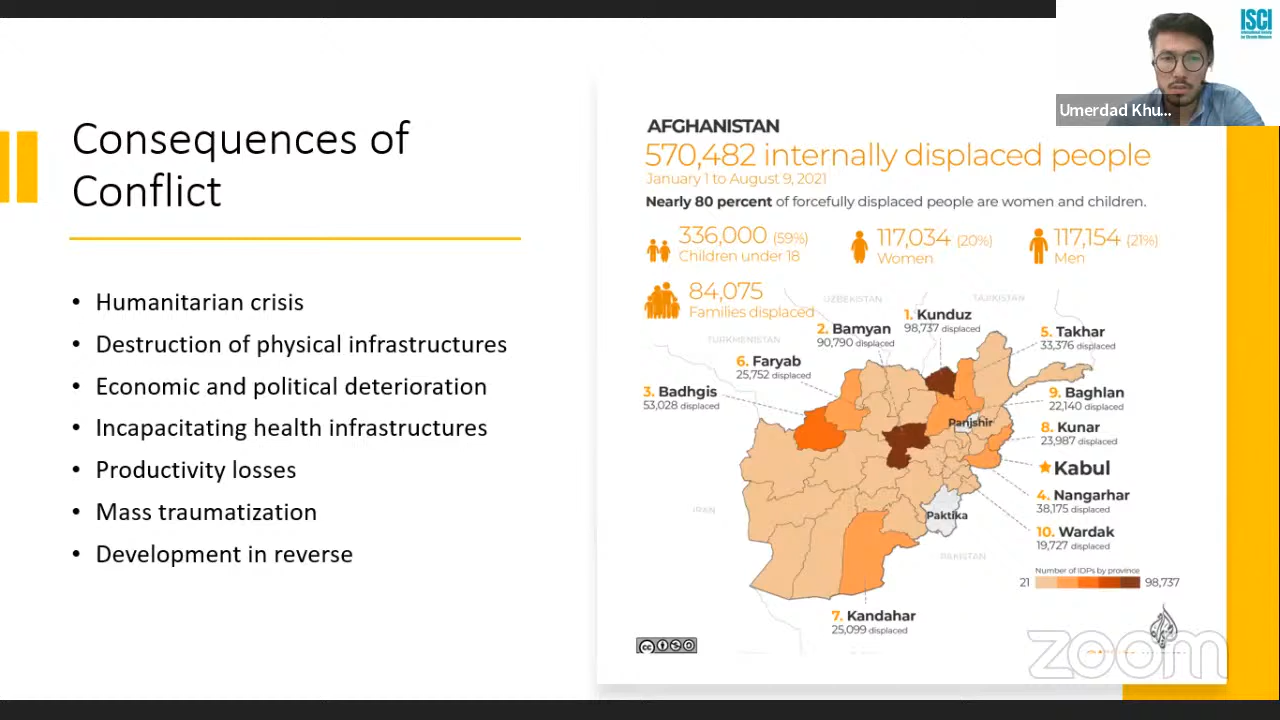 ISCI
Umerdad Khu...
Consequences of
Conflict
• Humanitarian crisis
• Destruction of physical infrastructures
• Economic and political deterioration
• Incapacitating health infrastructures
• Productivity losses
• Mass traumatization
• Development in reverse
AFGHANISTAN
570,482 internally displaced people
January 1 to August 9, 2021
Nearly 80 percent of forcefully displaced people are women and children.
336,000 (59%)
Children under 18
117,034 (20%)
Women
117,154 (21%)
Men
84,075
Families displaced
UZBEKISTAN
TAJIKISTAN
TURKMENISTAN
1. Kunduz
98,737 displaced
2. Bamyan
90,790 displaced
5. Takhar
33,376 displaced
6. Faryab
25,752 displaced
3. Badhgis
53,028 displaced
9. Baghlan
22,140 displaced
Panjshir
8. Kunar
23,987 displaced
Kabul
4. Nangarhar
38,175 displaced
IRAN
Paktika
10. Wardak
19,727 displaced
PAKISTAN
Number of IDPs by province
21
98,737
7. Kandahar
25,099 displaced
cc
zoom